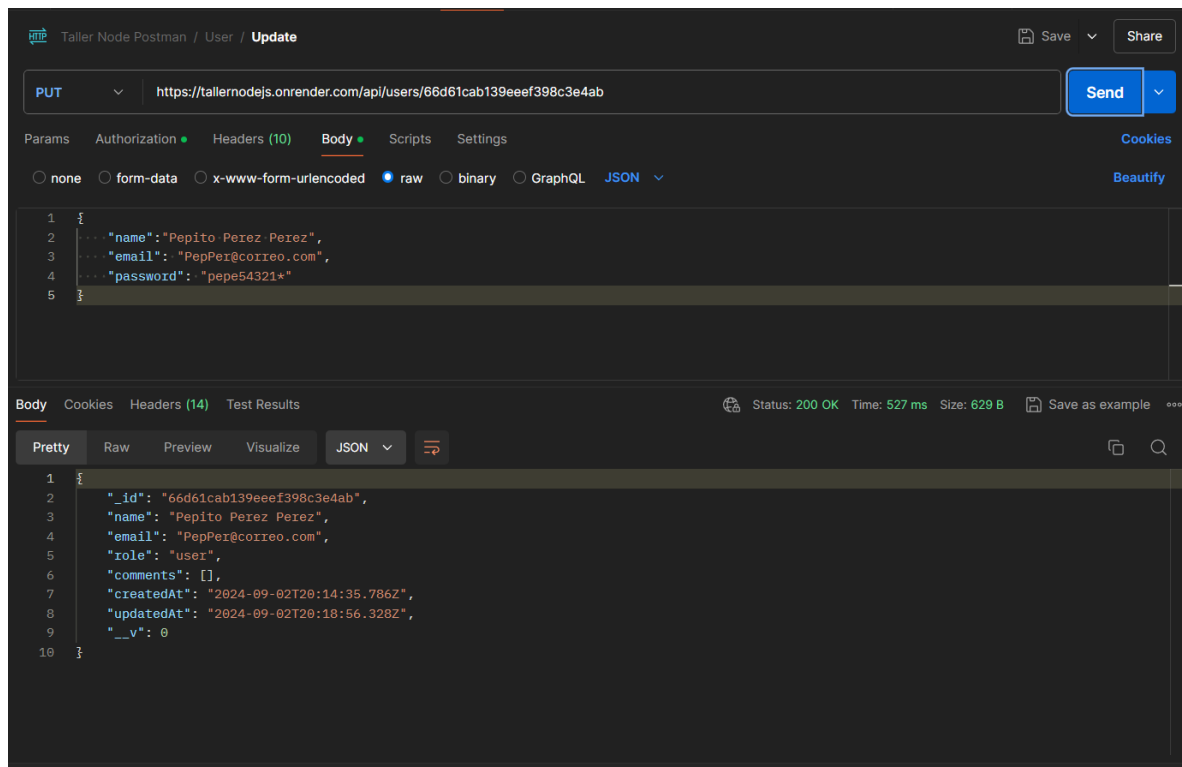 HTTP Taller Node Postman / User / Update Save Share
PUT https://tallernodejs.onrender.com/api/users/66d61cab139eeef398c3e4ab Send
Params Authorization Headers (10) Body Scripts Settings Cookies
none form-data x-www-form-urlencoded raw binary GraphQL JSON Beautify
1 {
2 "name":"Pepito Perez Perez",
3 "email": "PepPer@correo.com",
4 "password": "pepe54321*"
5 }
Body Cookies Headers (14) Test Results Status: 200 OK Time: 527 ms Size: 629 B Save as example
Pretty Raw Preview Visualize JSON
1 {
2 "_id": "66d61cab139eeef398c3e4ab",
3 "name": "Pepito Perez Perez",
4 "email": "PepPer@correo.com",
5 "role": "user",
6 "comments": [],
7 "createdAt": "2024-09-02T20:14:35.786Z",
8 "updatedAt": "2024-09-02T20:18:56.328Z",
9 "__v": 0
10 }